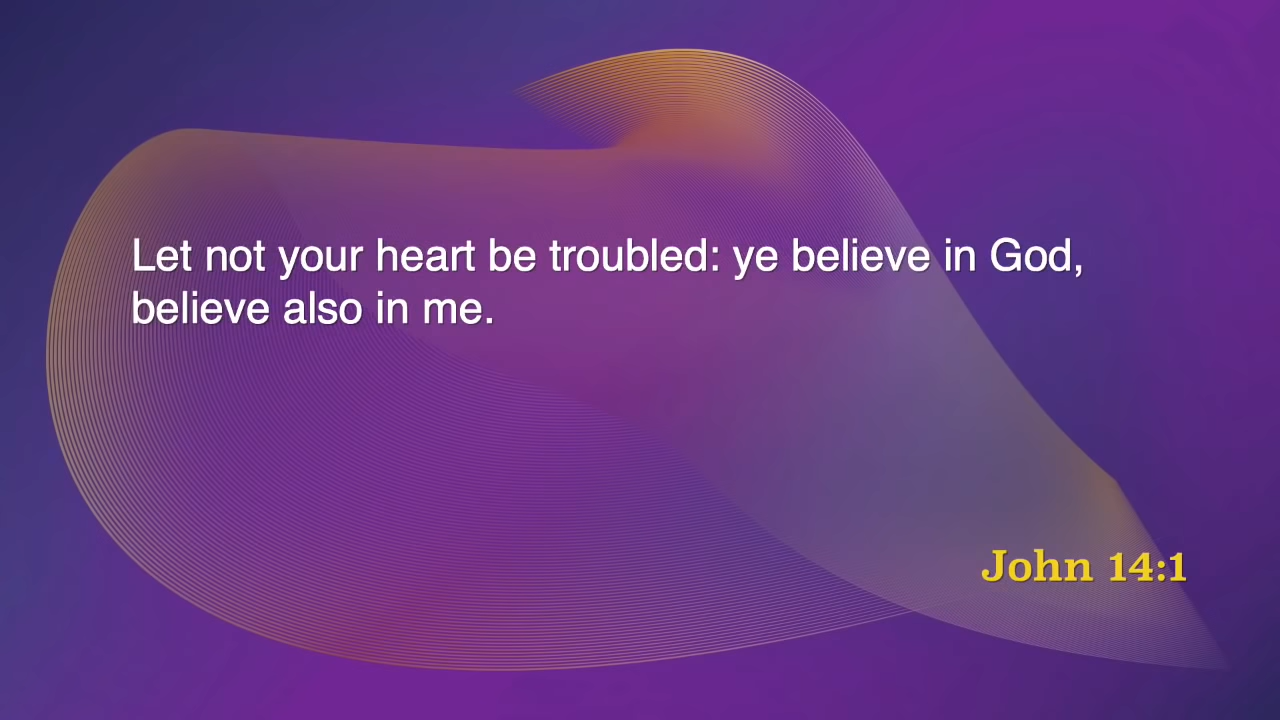 Let not your heart be troubled: ye believe in God,
believe also in me.
John 14:1